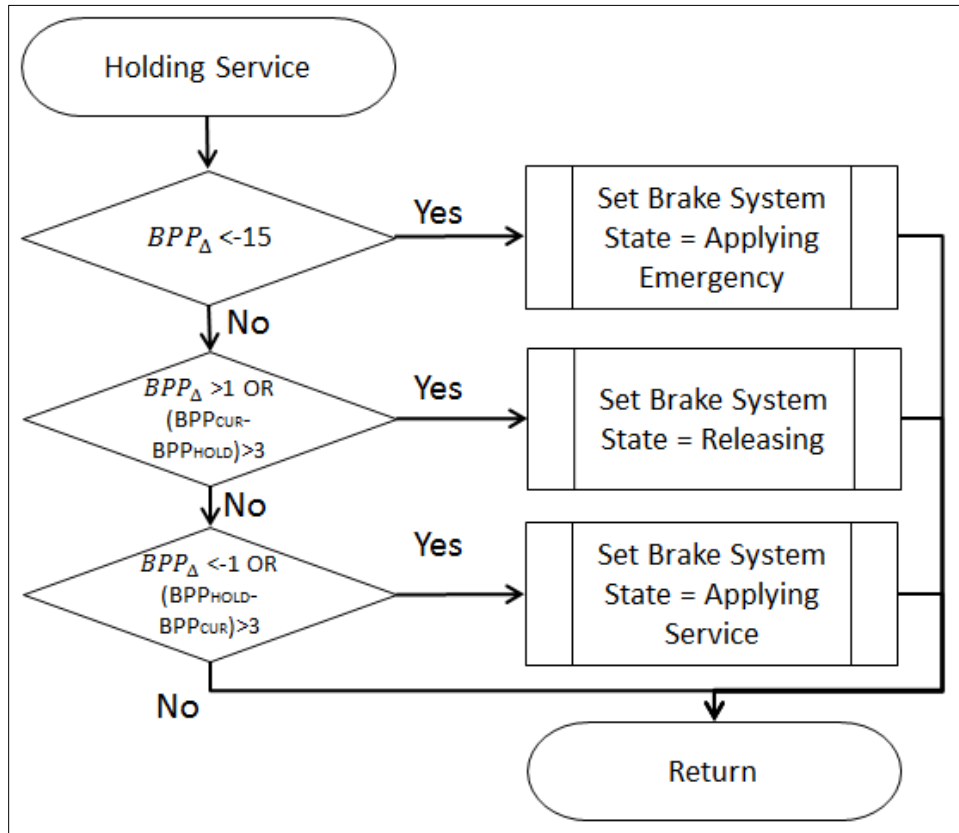 Holding Service
BPPΔ <-15
Yes
Set Brake System
State = Applying
Emergency
No
BPPΔ >1 OR
(BPPCUR-
BPPHOLD)>3
Yes
Set Brake System
State = Releasing
No
BPPΔ <-1 OR
(BPPHOLD-
BPPCUR)>3
Yes
Set Brake System
State = Applying
Service
No
Return